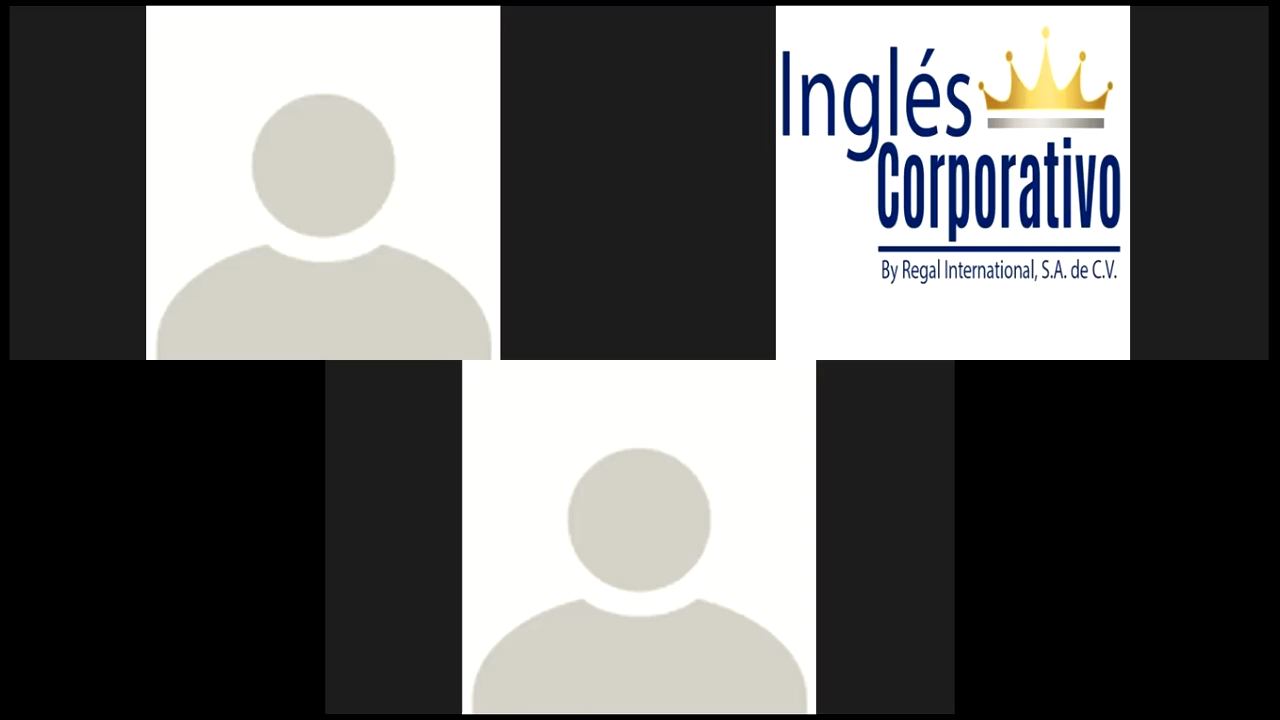 Inglés
Corporativo
By Regal International, S.A. de C.V.